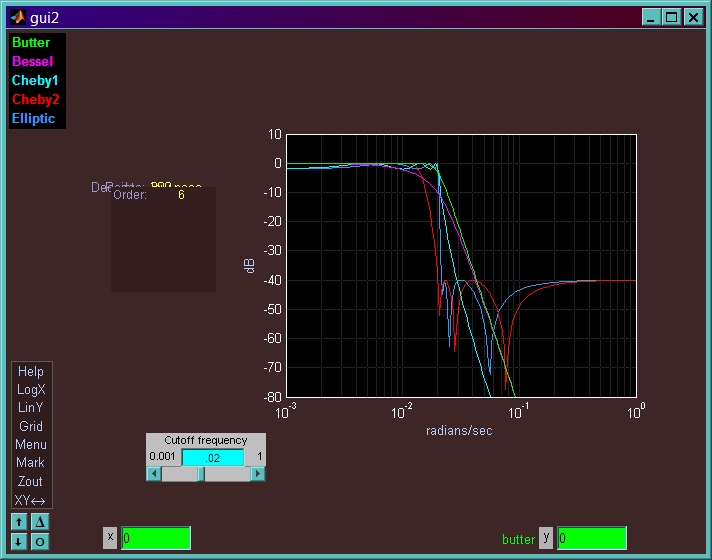 gui2
Butter
Bessel
Cheby1
Cheby2
Elliptic
Order: 6
10
0
-10
-20
-30
-40
-50
-60
-70
-80
dB
10-3 10-2 10-1 100
radians/sec
Help
LogX
LinY
Grid
Menu
Mark
Zout
XY↔
Cutoff frequency
0.001 .02 1
x 0
butter y 0